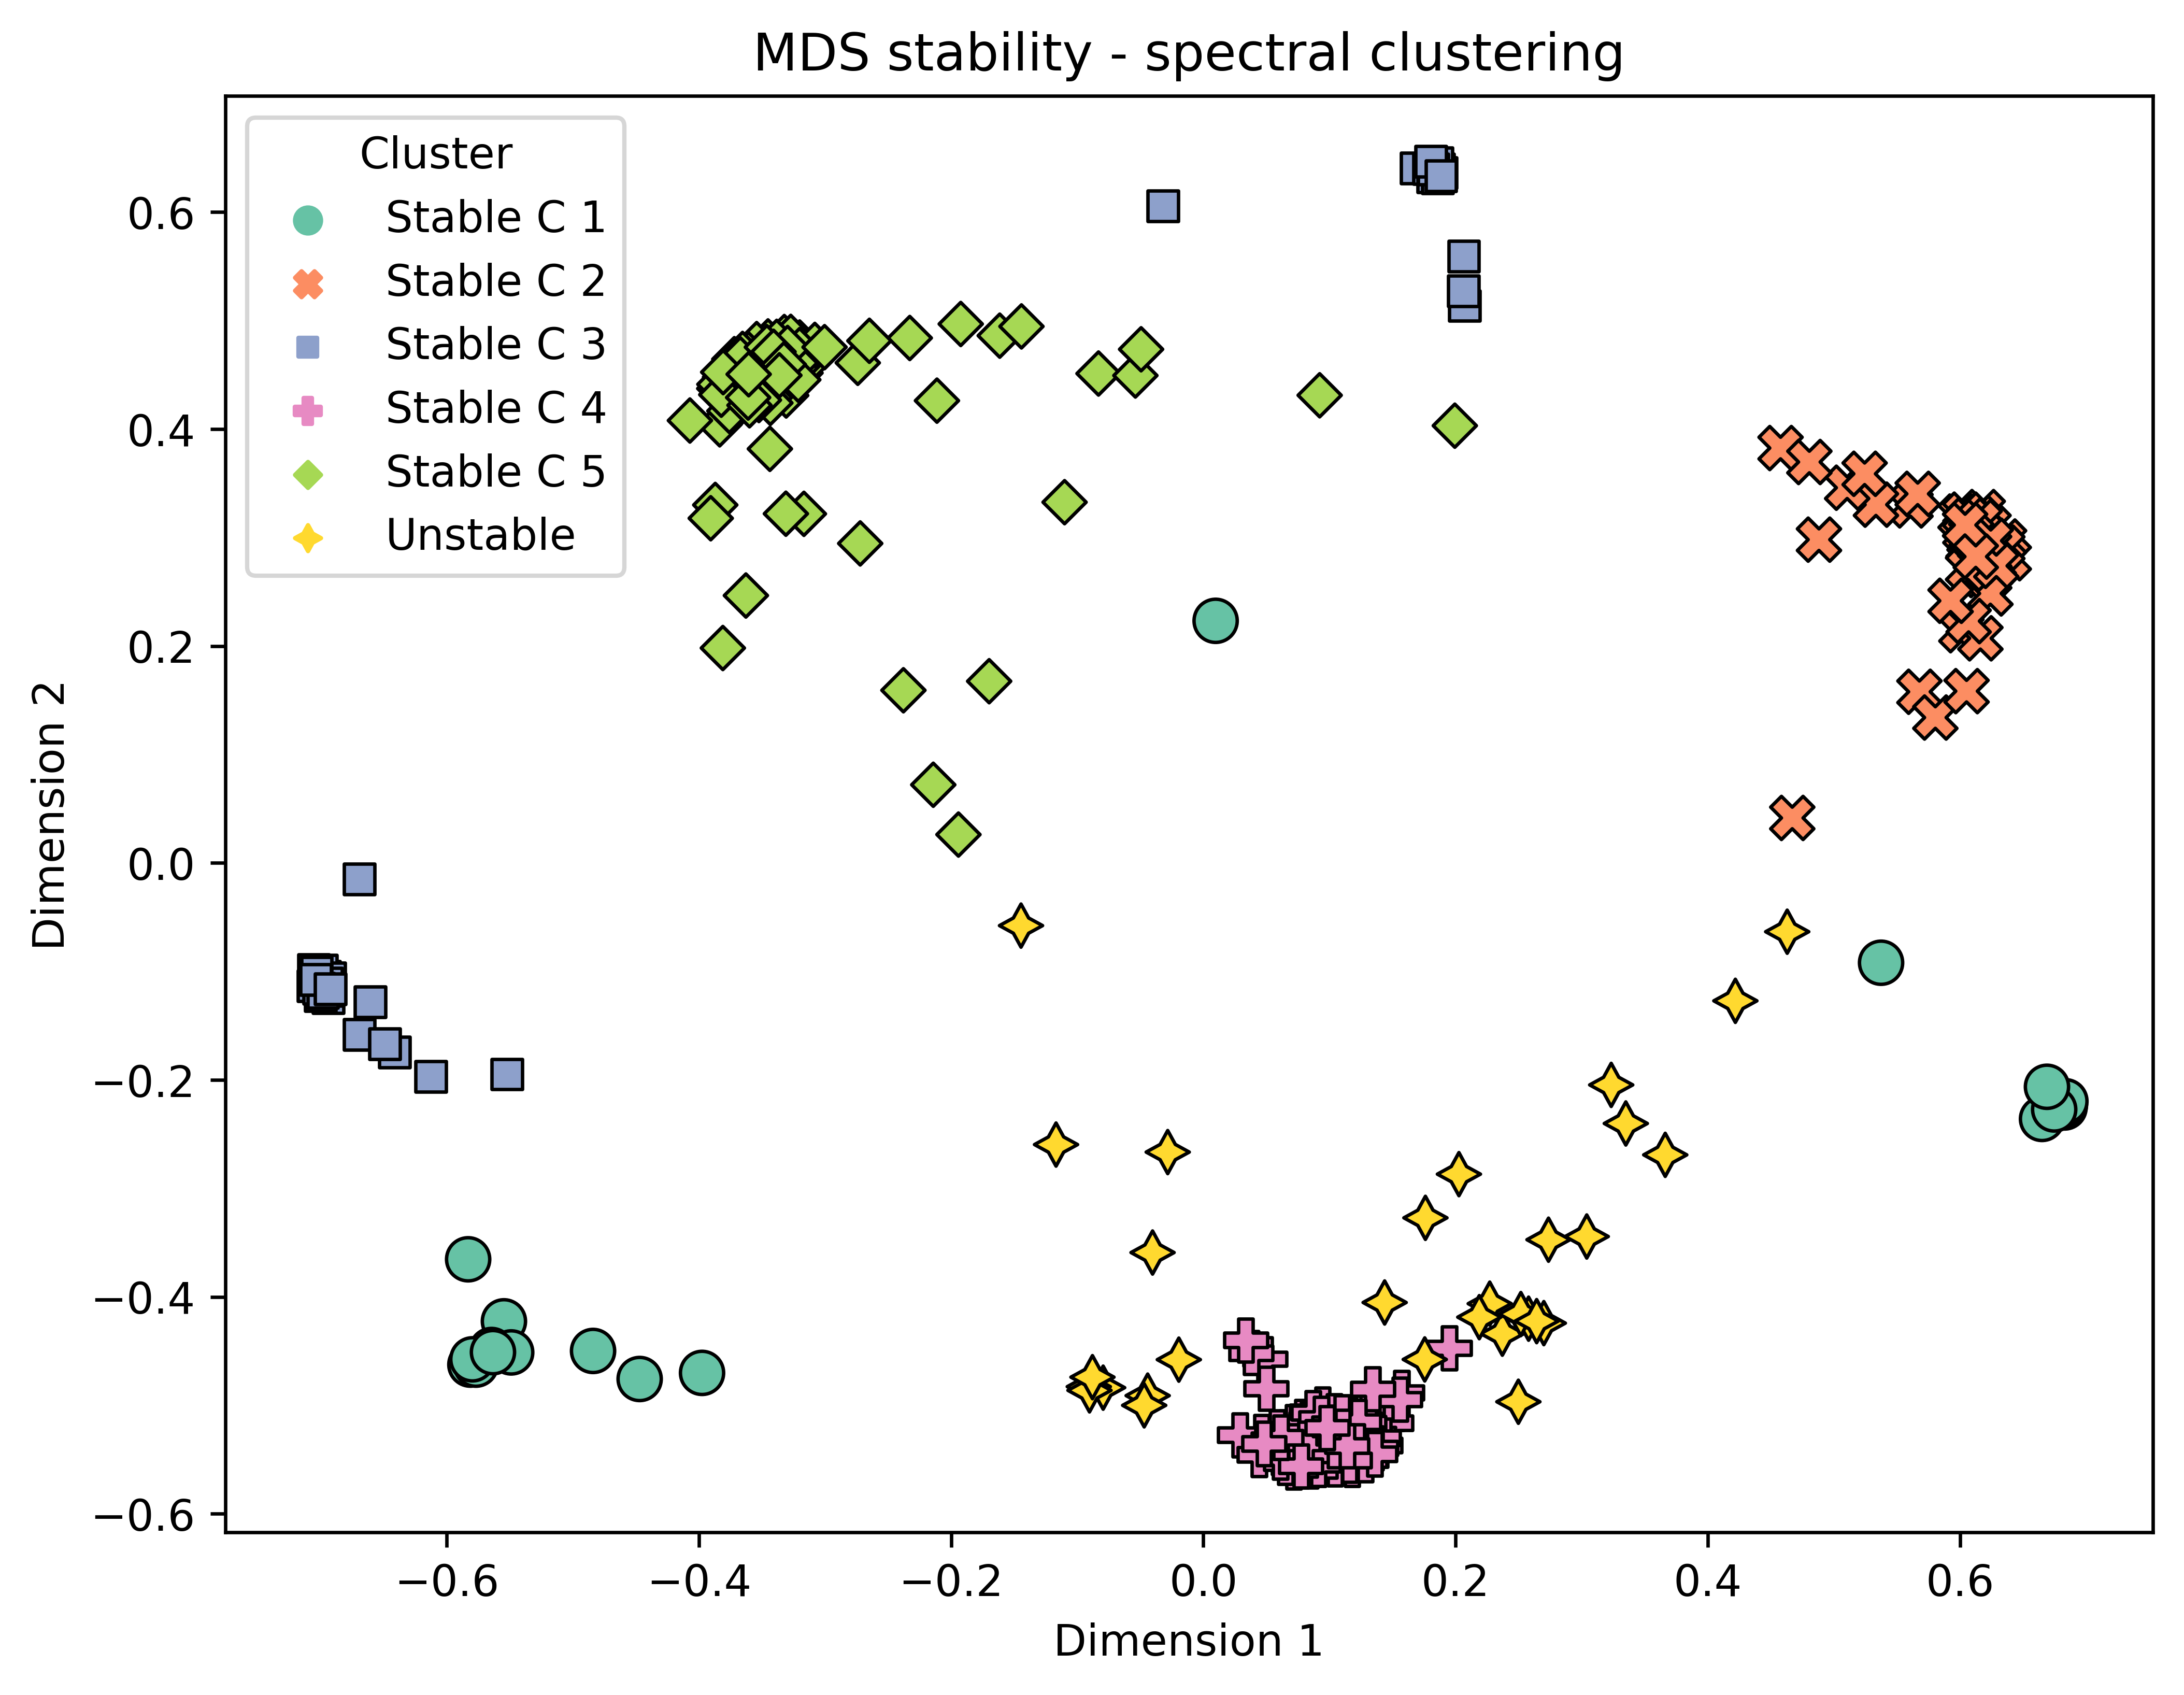 MDS stability - spectral clustering
Cluster
Stable C 1
Stable C 2
Stable C 3
Stable C 4
Stable C 5
Unstable
0.6
0.4
0.2
0.0
−0.2
−0.4
−0.6
Dimension 2
−0.6 −0.4 −0.2 0.0 0.2 0.4 0.6
Dimension 1